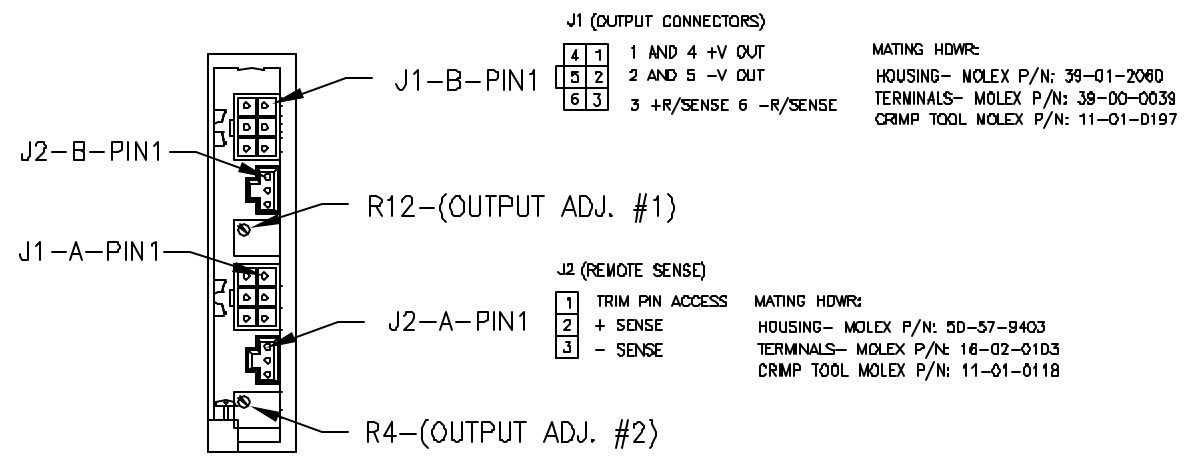 J1 (OUTPUT CONNECTORS)
4 1 1 AND 4 +V OUT
5 2 2 AND 5 -V OUT
6 3 3 +R/SENSE 6 -R/SENSE
MATING HDWR:
HOUSING- MOLEX P/N: 39-01-2060
TERMINALS- MOLEX P/N: 39-00-0039
CRIMP TOOL MOLEX P/N: 11-01-0197
J1-B-PIN1
J2-B-PIN1
R12-(OUTPUT ADJ. #1)
J1-A-PIN1
J2 (REMOTE SENSE)
1 TRIM PIN ACCESS
2 + SENSE
3 - SENSE
MATING HDWR:
HOUSING- MOLEX P/N: 50-57-9403
TERMINALS- MOLEX P/N: 16-02-0103
CRIMP TOOL MOLEX P/N: 11-01-0118
J2-A-PIN1
R4-(OUTPUT ADJ. #2)